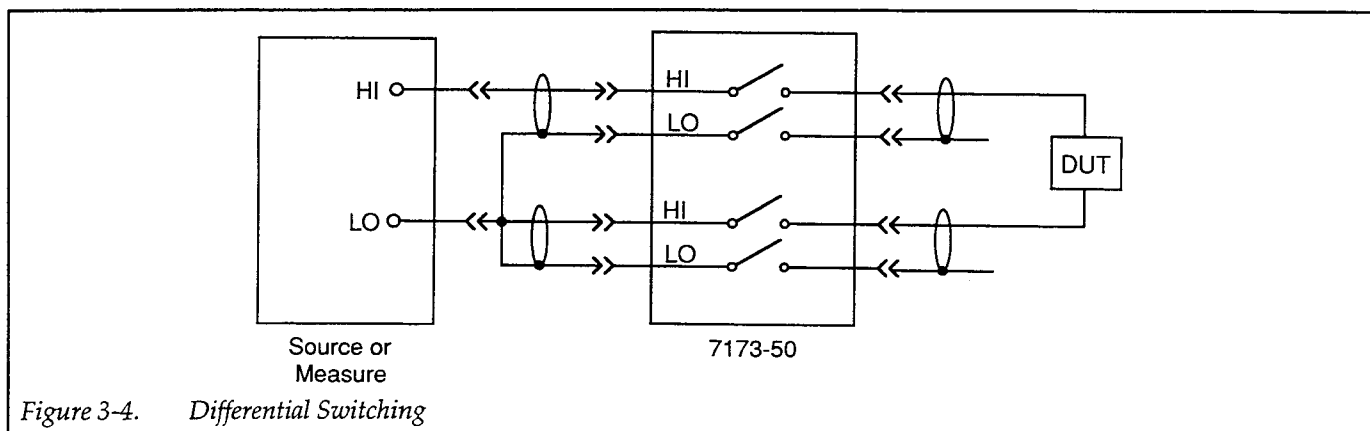 HI
HI
LO
DUT
LO
HI
LO
Source or
Measure
7173-50
Figure 3-4. Differential Switching